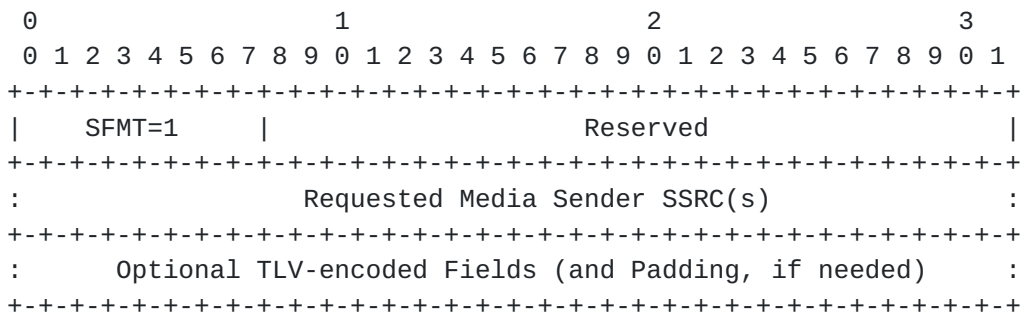 0                   1                   2                   3
 0 1 2 3 4 5 6 7 8 9 0 1 2 3 4 5 6 7 8 9 0 1 2 3 4 5 6 7 8 9 0 1
+-+-+-+-+-+-+-+-+-+-+-+-+-+-+-+-+-+-+-+-+-+-+-+-+-+-+-+-+-+-+-+-+
|    SFMT=1     |                    Reserved                   |
+-+-+-+-+-+-+-+-+-+-+-+-+-+-+-+-+-+-+-+-+-+-+-+-+-+-+-+-+-+-+-+-+
:                  Requested Media Sender SSRC(s)               :
+-+-+-+-+-+-+-+-+-+-+-+-+-+-+-+-+-+-+-+-+-+-+-+-+-+-+-+-+-+-+-+-+
:      Optional TLV-encoded Fields (and Padding, if needed)     :
+-+-+-+-+-+-+-+-+-+-+-+-+-+-+-+-+-+-+-+-+-+-+-+-+-+-+-+-+-+-+-+-+